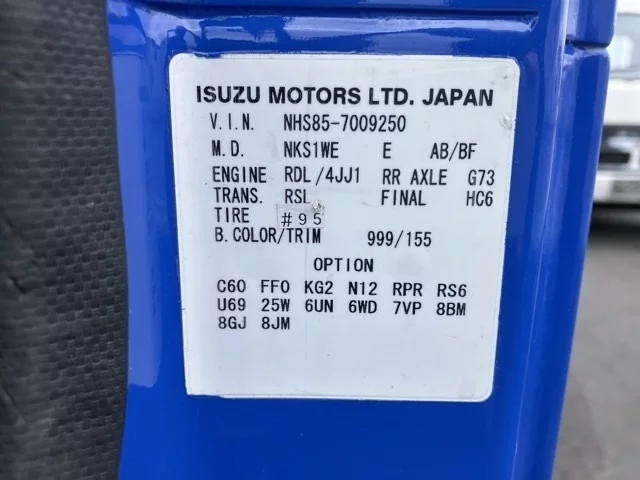 ISUZU MOTORS LTD. JAPAN
V.I.N. NHS85-7009250
M.D. NKS1WE E AB/BF
ENGINE RDL/4JJ1 RR AXLE G73
TRANS. RSL FINAL HC6
TIRE #95
B.COLOR/TRIM 999/155
OPTION
C60 FF0 KG2 N12 RPR RS6
U69 25W 6UN 6WD 7VP 8BM
8GJ 8JM